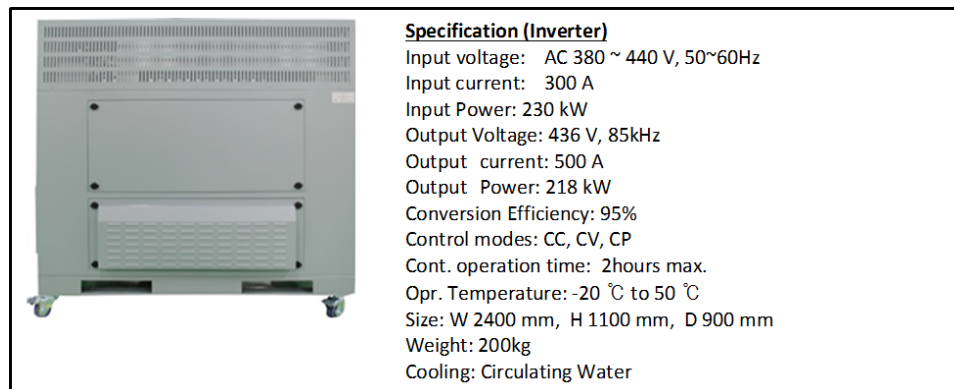 Specification (Inverter)
Input voltage: AC 380 ~ 440 V, 50~60Hz
Input current: 300 A
Input Power: 230 kW
Output Voltage: 436 V, 85kHz
Output current: 500 A
Output Power: 218 kW
Conversion Efficiency: 95%
Control modes: CC, CV, CP
Cont. operation time: 2hours max.
Opr. Temperature: -20 ℃ to 50 ℃
Size: W 2400 mm, H 1100 mm, D 900 mm
Weight: 200kg
Cooling: Circulating Water